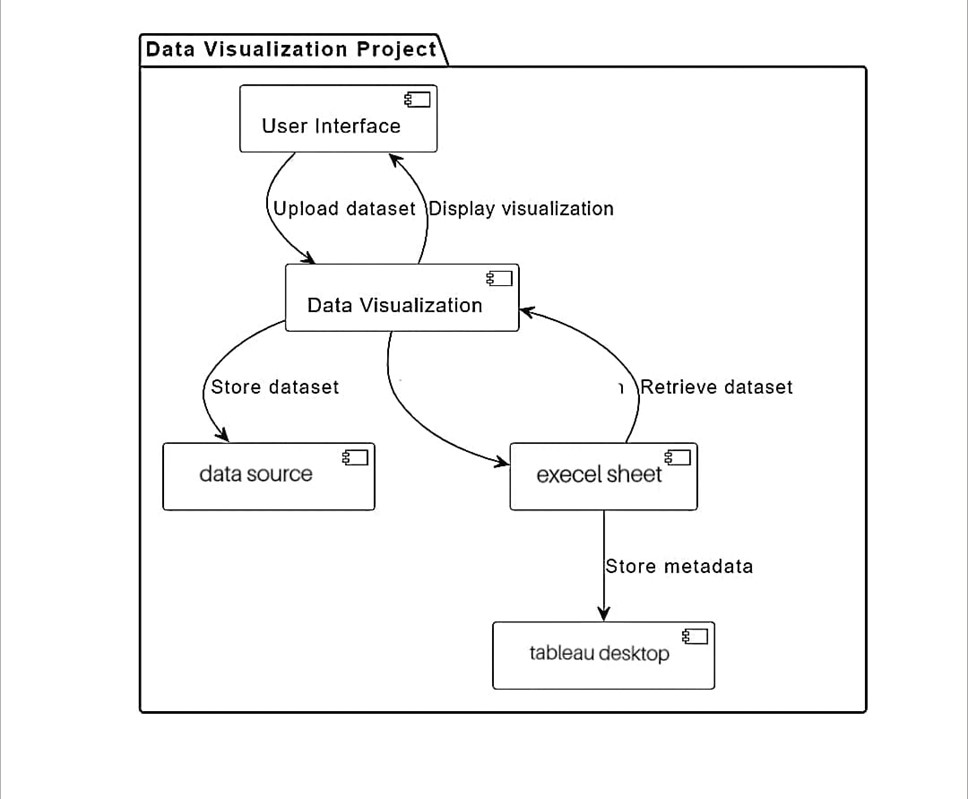 Data Visualization Project
User Interface
Upload dataset
Display visualization
Data Visualization
Store dataset
Retrieve dataset
data source
execel sheet
Store metadata
tableau desktop